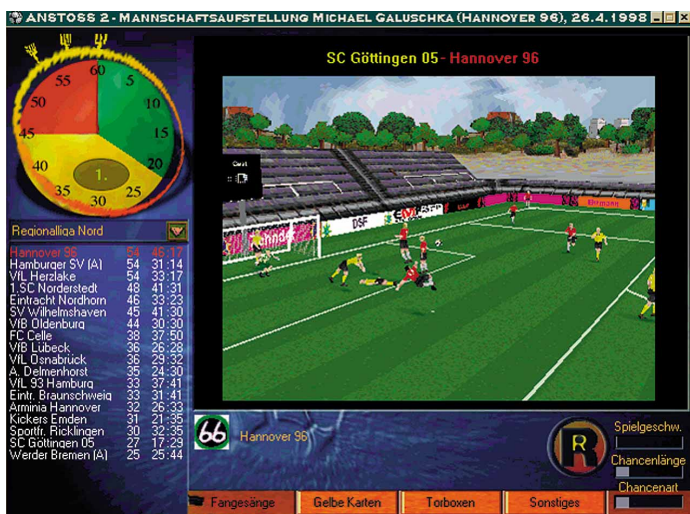 ANSTOSS 2 - MANNSCHAFTSAUFSTELLUNG MICHAEL GALUSCHKA (HANNOVER 96), 26.4.1998
SC Göttingen 05 - Hannover 96
60
5
10
15
20
25
30
35
40
45
50
55
1.
Gast
DSF
Ehrmann
Regionalliga Nord
Hannover 96 54 46:17
Hamburger SV (A) 54 31:14
VfL Herzlake 54 33:17
1.SC Norderstedt 48 41:31
Eintracht Nordhorn 46 33:23
SV Wilhelmshaven 45 41:30
VfB Oldenburg 44 30:30
FC Celle 38 37:50
VfB Lübeck 36 26:28
VfL Osnabrück 36 29:32
A. Delmenhorst 35 24:30
VfL 93 Hamburg 33 37:41
Eintr. Braunschweig 33 31:41
Arminia Hannover 32 26:33
Kickers Emden 31 21:35
Sportfr. Ricklingen 30 32:35
SC Göttingen 05 27 17:29
Werder Bremen (A) 25 25:44
66
Hannover 96
R
Spielgeschw.
Chancenlänge
Chancenart
Fangesänge
Gelbe Karten
Torboxen
Sonstiges